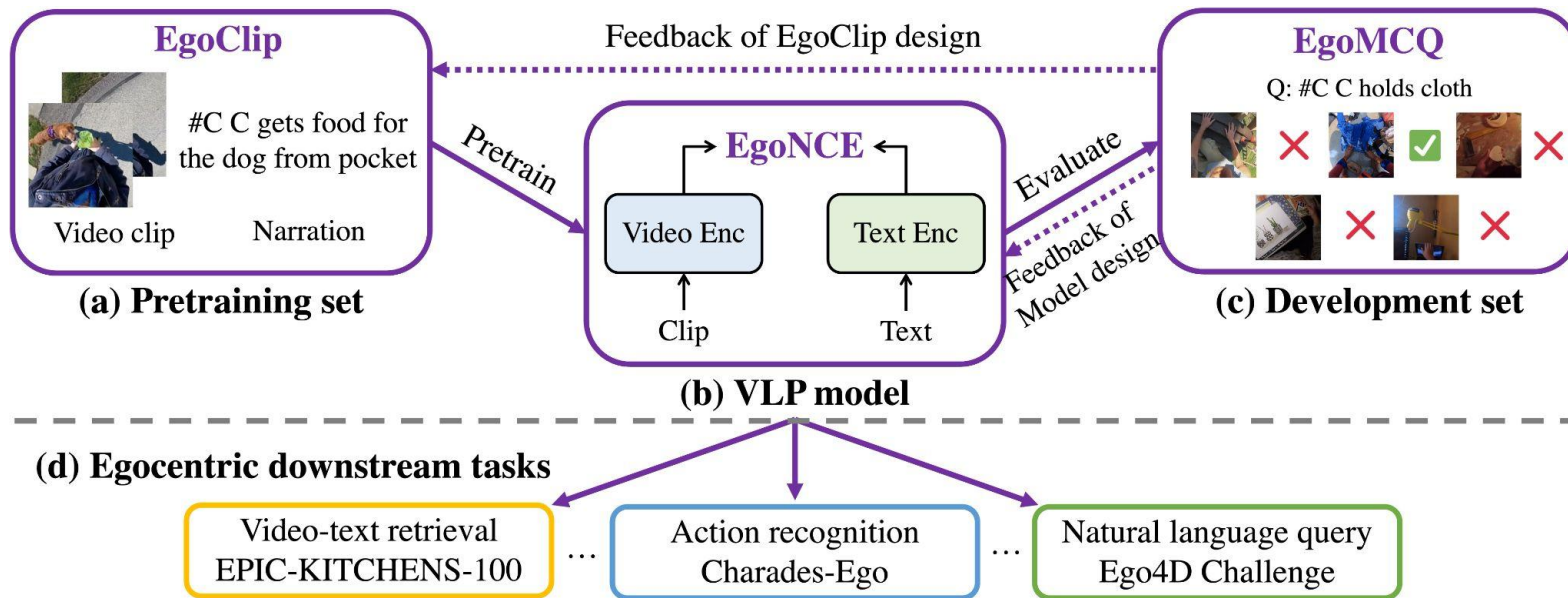 EgoClip
#C C gets food for
the dog from pocket
Video clip
Narration
(a) Pretraining set
Feedback of EgoClip design
Pretrain
EgoNCE
Video Enc
Text Enc
Clip
Text
(b) VLP model
Evaluate
Feedback of
Model design
EgoMCQ
Q: #C C holds cloth
(c) Development set
(d) Egocentric downstream tasks
Video-text retrieval
EPIC-KITCHENS-100
...
Action recognition
Charades-Ego
...
Natural language query
Ego4D Challenge